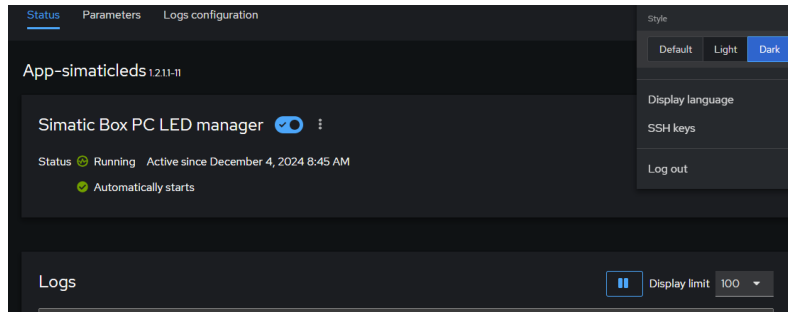 Status Parameters Logs configuration
Style
Default Light Dark
App-simaticleds 1.2.1.1-11
Display language
Simatic Box PC LED manager
SSH keys
Status Running Active since December 4, 2024 8:45 AM
Log out
Automatically starts
Logs
Display limit 100